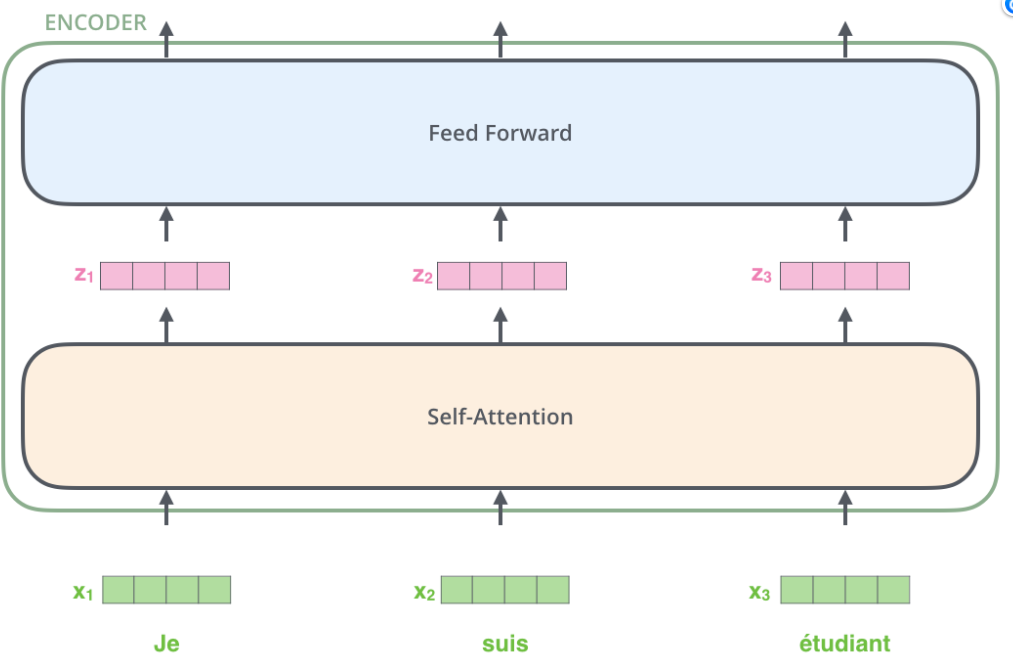 ENCODER
Feed Forward
z1 z2 z3
Self-Attention
x1 x2 x3
Je suis étudiant